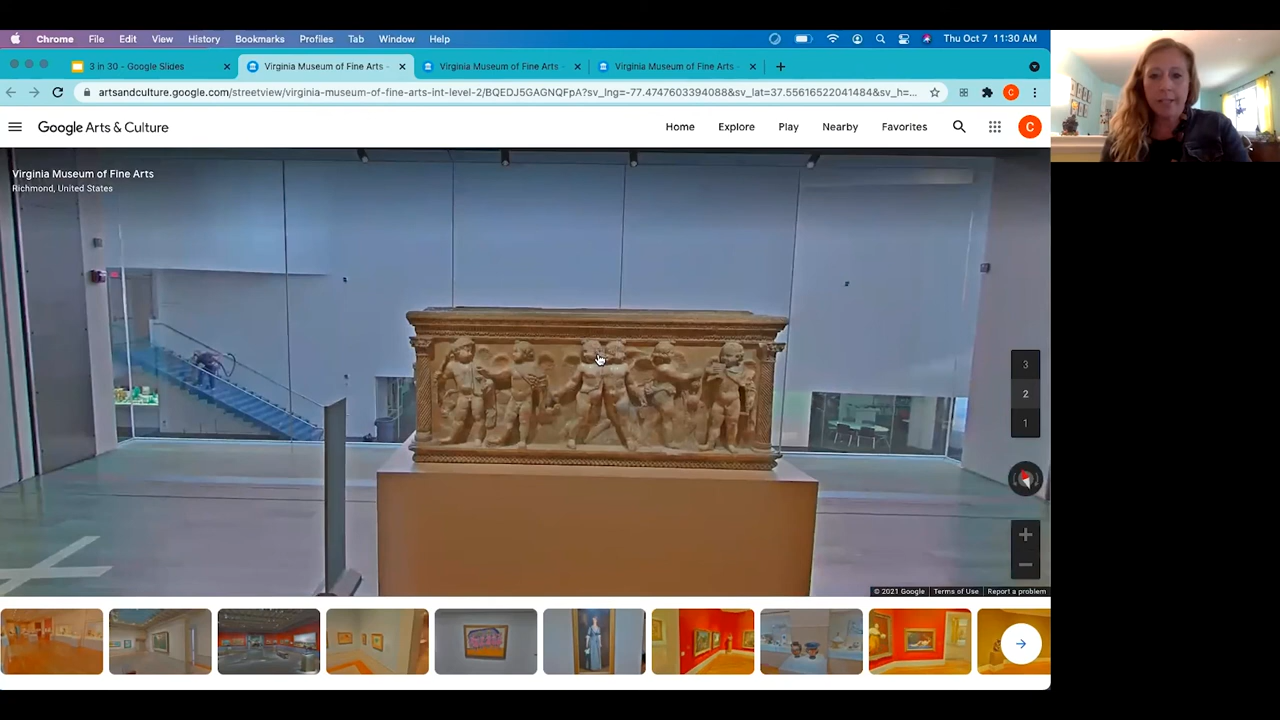 Chrome File Edit View History Bookmarks Profiles Tab Window Help Thu Oct 7 11:30 AM
3 in 30 - Google Slides Virginia Museum of Fine Arts - Virginia Museum of Fine Arts - Virginia Museum of Fine Arts -
artsandculture.google.com/streetview/virginia-museum-of-fine-arts-int-level-2/BQEDJ5GAGNQFpA?sv_lng=-77.4747603394088&sv_lat=37.55616522041484&sv_h=... C
Google Arts & Culture Home Explore Play Nearby Favorites C
Virginia Museum of Fine Arts
Richmond, United States
3
2
1
© 2021 Google Terms of Use Report a problem